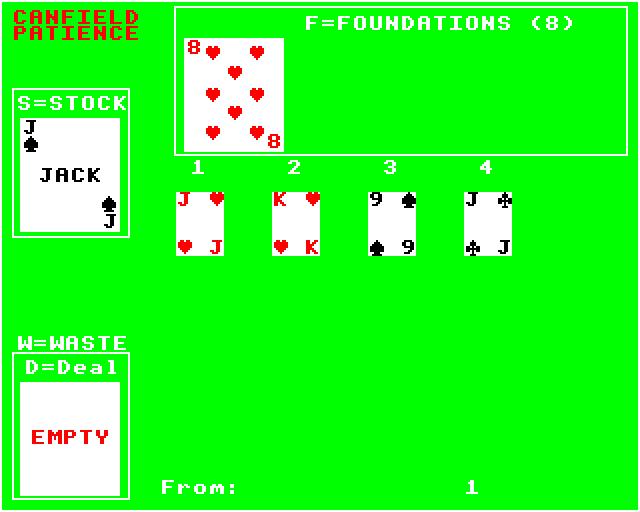 CANFIELD
PATIENCE
F=FOUNDATIONS (8)
8
8
S=STOCK
J
JACK
J
1 2 3 4
J K 9 J
J K 9 J
W=WASTE
D=Deal
EMPTY
From: 1